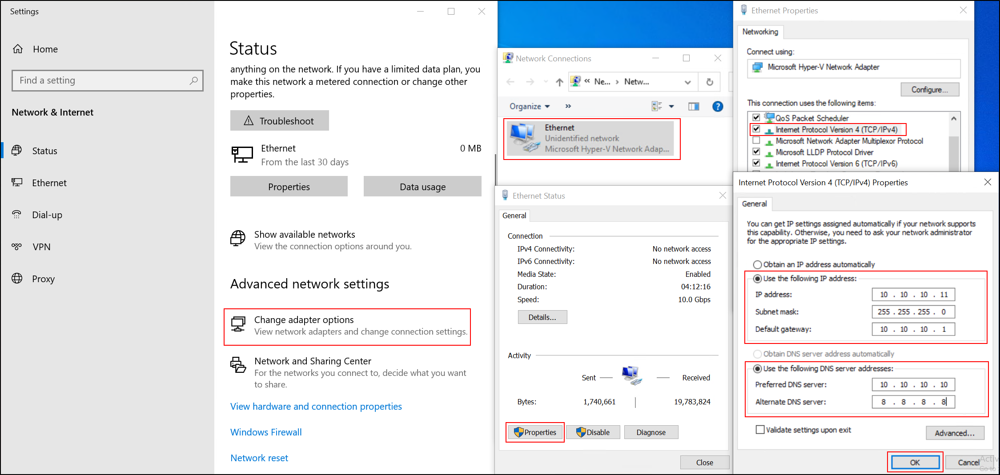 Settings
Home
Find a setting
Network & Internet
Status
Ethernet
Dial-up
VPN
Proxy
Status
anything on the network. If you have a limited data plan, you
make this network a metered connection or change other
properties.
Troubleshoot
Ethernet
0 MB
From the last 30 days
Properties
Data usage
Show available networks
View the connection options around you.
Advanced network settings
Change adapter options
View network adapters and change connection settings.
Network and Sharing Center
For the networks you connect to, decide what you want
to share.
View hardware and connection properties
Windows Firewall
Network reset
Network Connections
« Ne... › Netw...
Organize
»
Ethernet
Unidentified network
Microsoft Hyper-V Network Adap...
Ethernet Status
General
Connection
IPv4 Connectivity: No network access
IPv6 Connectivity: No network access
Media State: Enabled
Duration: 04:12:16
Speed: 10.0 Gbps
Details...
Activity
Sent
Received
Bytes: 1,740,661 19,783,824
Properties
Disable
Diagnose
Close
Ethernet Properties
Networking
Connect using:
Microsoft Hyper-V Network Adapter
Configure...
This connection uses the following items:
QoS Packet Scheduler
Internet Protocol Version 4 (TCP/IPv4)
Microsoft Network Adapter Multiplexor Protocol
Microsoft LLDP Protocol Driver
Internet Protocol Version 6 (TCP/IPv6)
Internet Protocol Version 4 (TCP/IPv4) Properties
General
You can get IP settings assigned automatically if your network supports
this capability. Otherwise, you need to ask your network administrator
for the appropriate IP settings.
Obtain an IP address automatically
Use the following IP address:
IP address: 10 . 10 . 10 . 11
Subnet mask: 255 . 255 . 255 . 0
Default gateway: 10 . 10 . 10 . 1
Obtain DNS server address automatically
Use the following DNS server addresses:
Preferred DNS server: 10 . 10 . 10 . 10
Alternate DNS server: 8 . 8 . 8 . 8
Validate settings upon exit
Advanced...
OK
Cancel
Activ
Go to